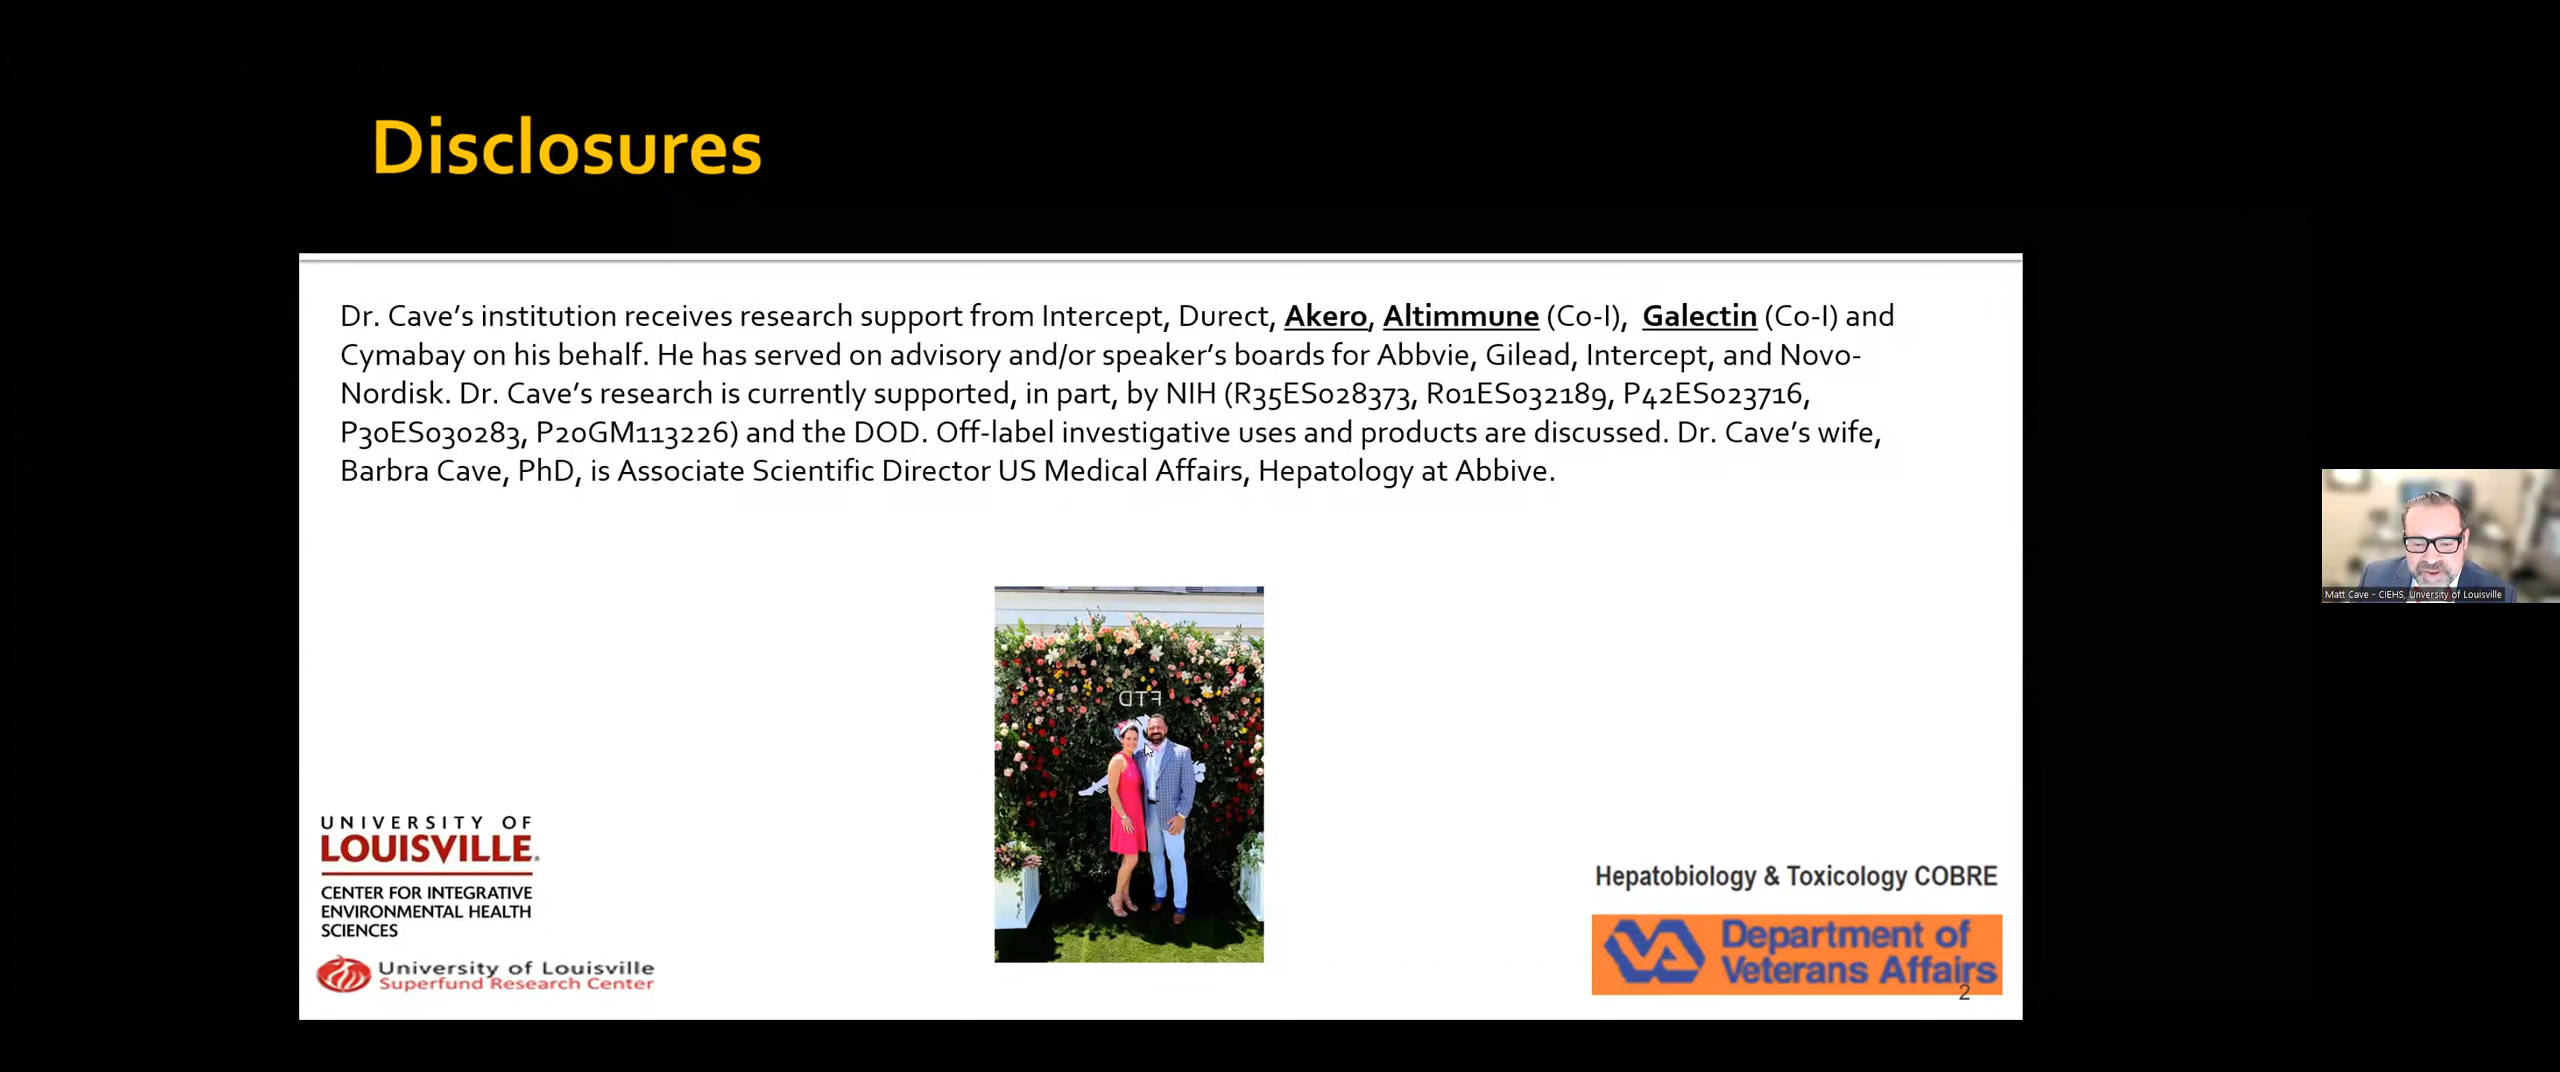 Disclosures
Dr. Cave’s institution receives research support from Intercept, Durect, Akero, Altimmune (Co-I), Galectin (Co-I) and
Cymabay on his behalf. He has served on advisory and/or speaker’s boards for Abbvie, Gilead, Intercept, and Novo-
Nordisk. Dr. Cave’s research is currently supported, in part, by NIH (R35ES028373, R01ES032189, P42ES023716,
P30ES030283, P20GM113226) and the DOD. Off-label investigative uses and products are discussed. Dr. Cave’s wife,
Barbra Cave, PhD, is Associate Scientific Director US Medical Affairs, Hepatology at Abbive.
Matt Cave - CIEHS, Unversity of Louisville
FTD
UNIVERSITY OF
LOUISVILLE®
CENTER FOR INTEGRATIVE
ENVIRONMENTAL HEALTH
SCIENCES
University of Louisville
Superfund Research Center
Hepatobiology & Toxicology COBRE
VA
Department of
Veterans Affairs
2